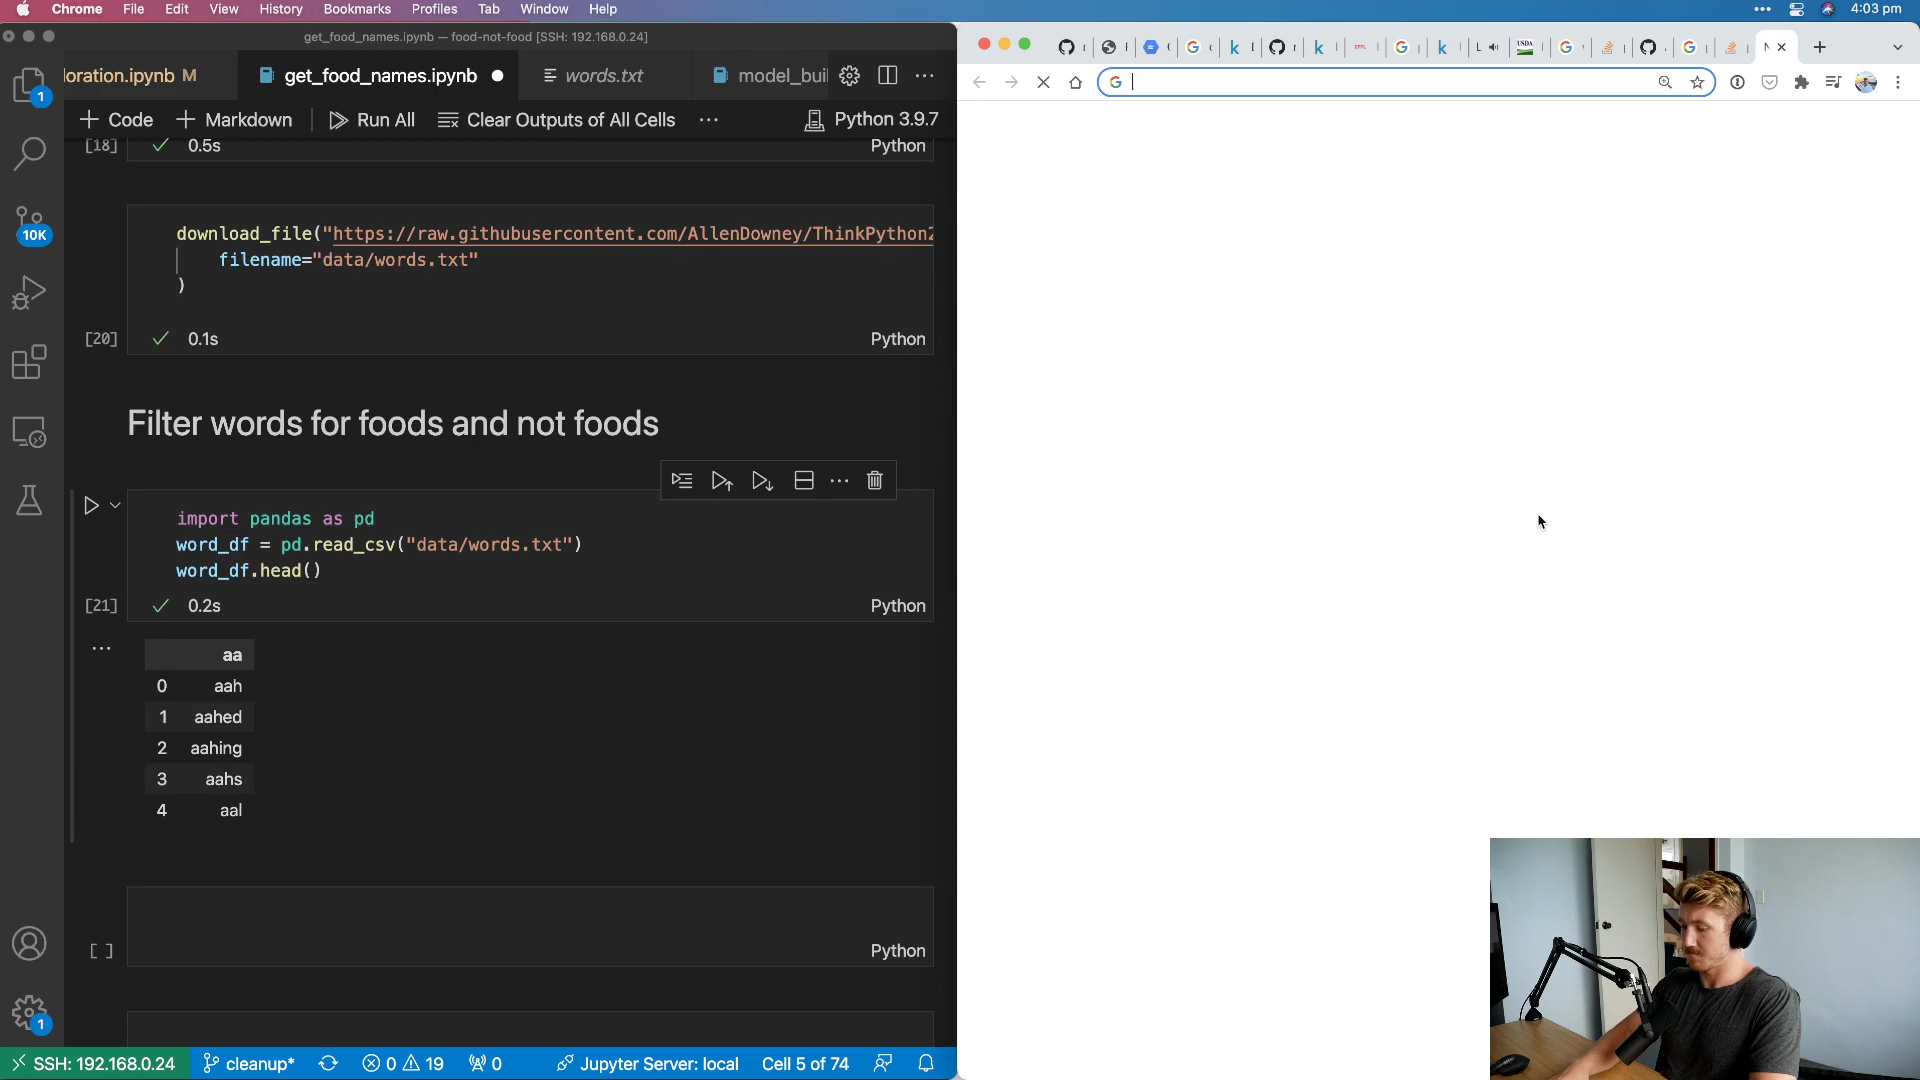 Chrome File Edit View History Bookmarks Profiles Tab Window Help 4:03 pm
get_food_names.ipynb — food-not-food [SSH: 192.168.0.24]
loration.ipynb M get_food_names.ipynb words.txt model_bui
Code Markdown Run All Clear Outputs of All Cells Python 3.9.7
[18] 0.5s Python
download_file("https://raw.githubusercontent.com/AllenDowney/ThinkPython2
filename="data/words.txt"
)
[20] 0.1s Python
Filter words for foods and not foods
import pandas as pd
word_df = pd.read_csv("data/words.txt")
word_df.head()
[21] 0.2s Python
aa
0 aah
1 aahed
2 aahing
3 aahs
4 aal
[ ] Python
1
10K
1
SSH: 192.168.0.24 cleanup* 0 19 0 Jupyter Server: local Cell 5 of 74
USDA